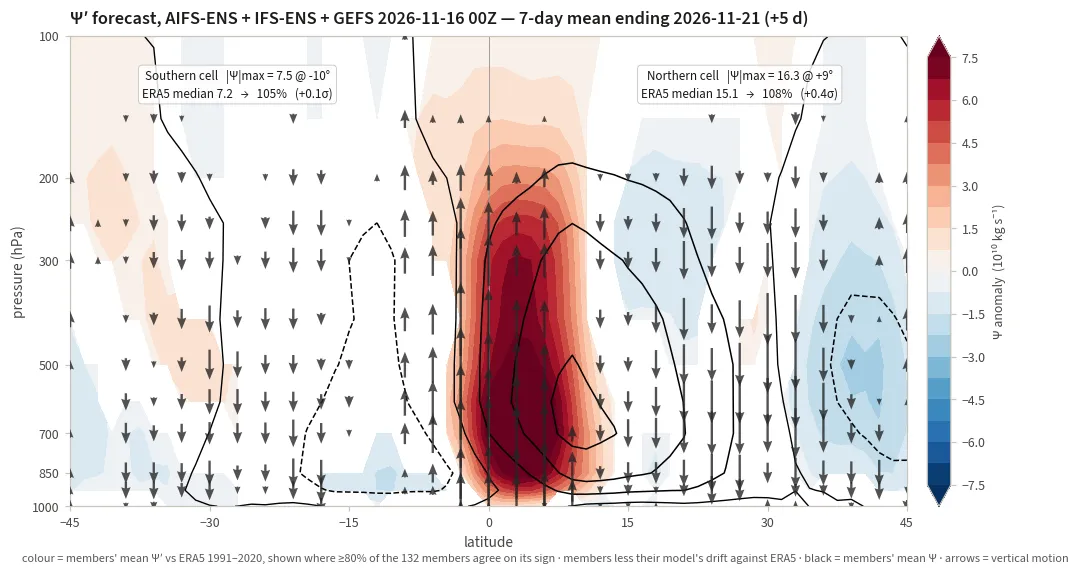 Ψ′ forecast, AIFS-ENS + IFS-ENS + GEFS 2026-11-16 00Z — 7-day mean ending 2026-11-21 (+5 d)
Southern cell |Ψ|max = 7.5 @ -10°
ERA5 median 7.2 → 105% (+0.1σ)
Northern cell |Ψ|max = 16.3 @ +9°
ERA5 median 15.1 → 108% (+0.4σ)
pressure (hPa)
100
200
300
400
500
700
850
1000
−45
−30
−15
0
15
30
45
latitude
7.5
6.0
4.5
3.0
1.5
0.0
−1.5
−3.0
−4.5
−6.0
−7.5
Ψ anomaly (10¹⁰ kg s⁻¹)
colour = members' mean Ψ′ vs ERA5 1991–2020, shown where ≥80% of the 132 members agree on its sign · members less their model's drift against ERA5 · black = members' mean Ψ · arrows = vertical motion